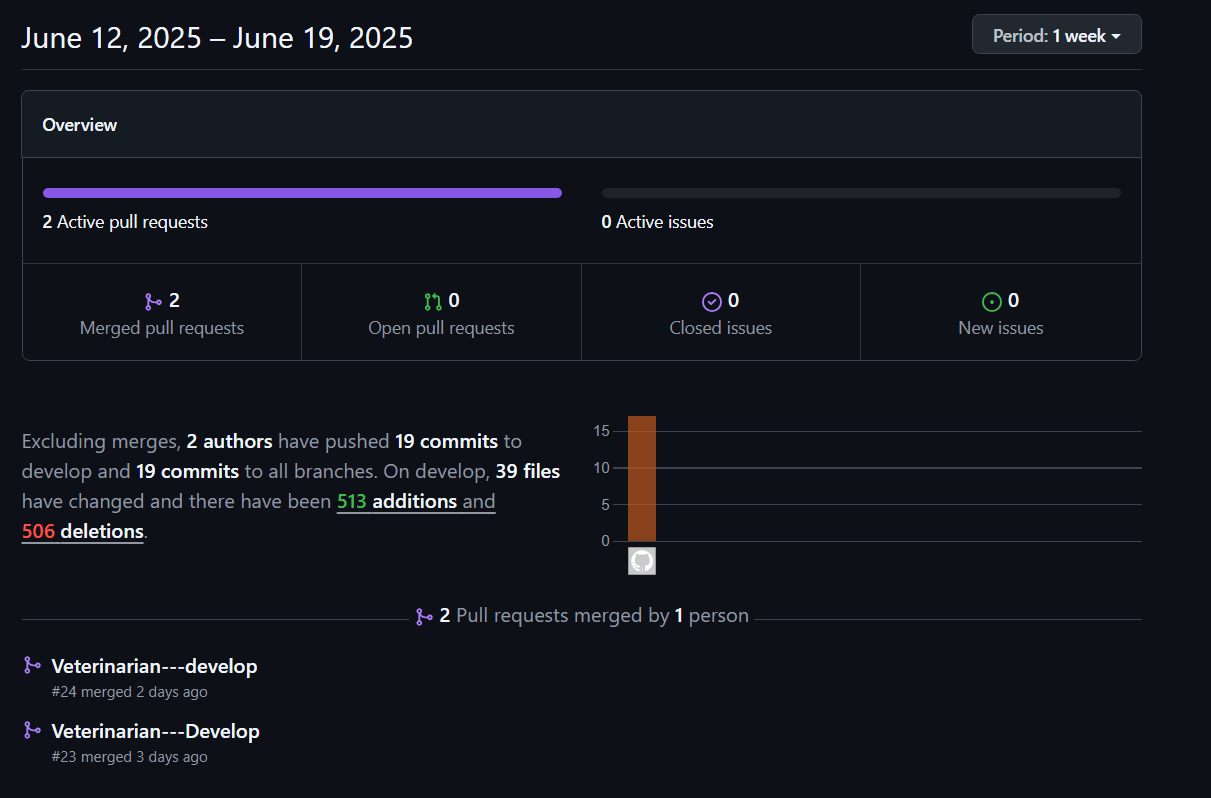 June 12, 2025 – June 19, 2025
Period: 1 week
Overview
2 Active pull requests
0 Active issues
2
Merged pull requests
0
Open pull requests
0
Closed issues
0
New issues
Excluding merges, 2 authors have pushed 19 commits to
develop and 19 commits to all branches. On develop, 39 files
have changed and there have been 513 additions and
506 deletions.
15
10
5
0
2 Pull requests merged by 1 person
Veterinarian---develop
#24 merged 2 days ago
Veterinarian---Develop
#23 merged 3 days ago